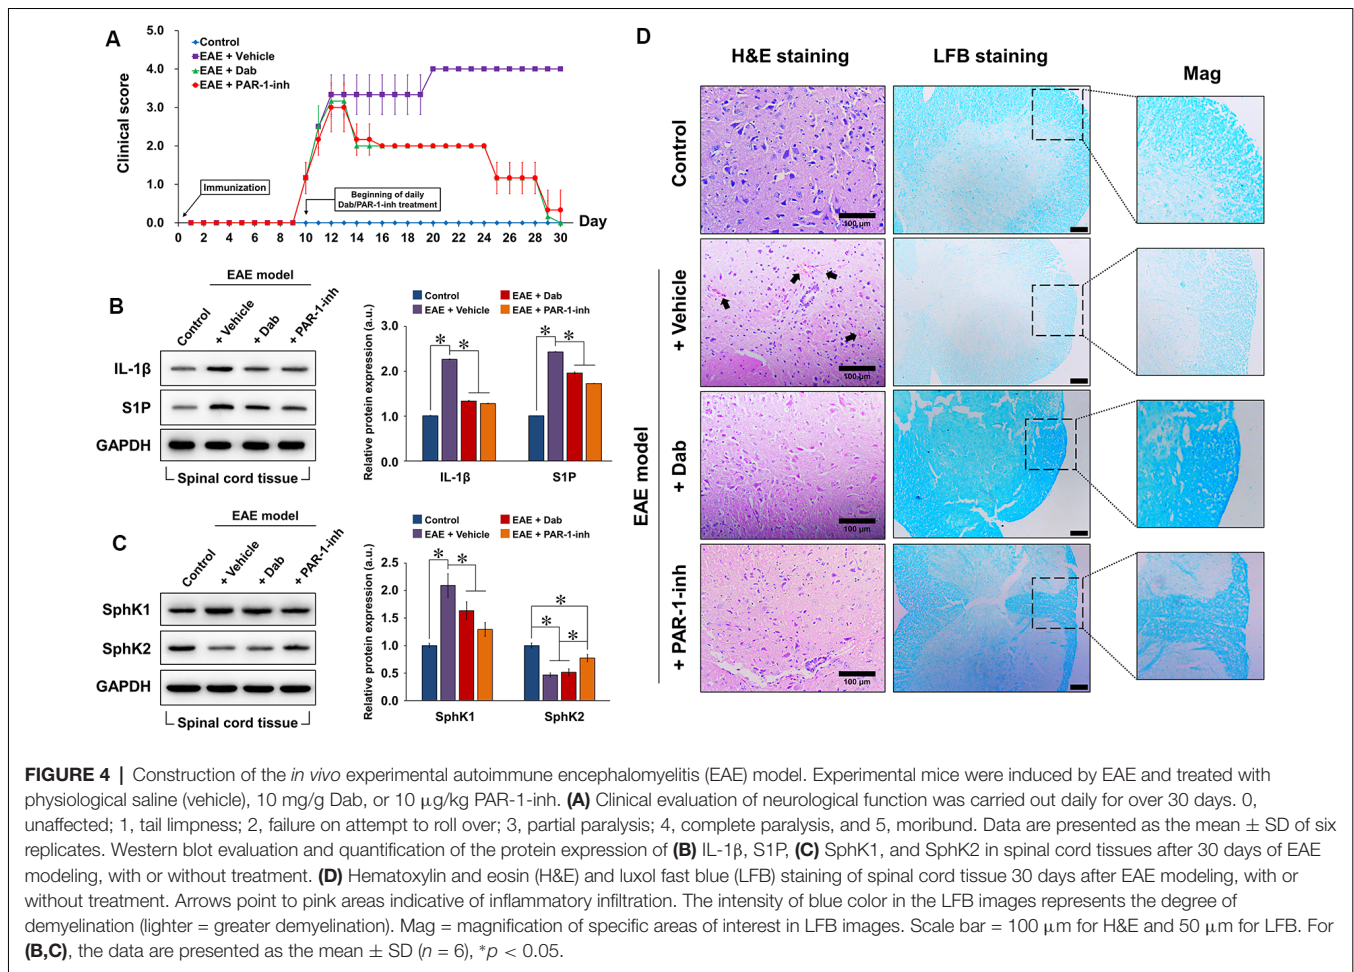 A
Clinical score
5.0
4.0
3.0
2.0
1.0
0.0
Control
EAE + Vehicle
EAE + Dab
EAE + PAR-1-inh
Immunization
Beginning of daily
Dab/PAR-1-inh treatment
Day
0 2 4 6 8 10 12 14 16 18 20 22 24 26 28 30
B
EAE model
Control
+ Vehicle
+ Dab
+ PAR-1-inh
IL-1β
S1P
GAPDH
Spinal cord tissue
Control
EAE + Dab
EAE + Vehicle
EAE + PAR-1-inh
Relative protein expression (a.u.)
3.0
2.0
1.0
0.0
* * * *
IL-1β S1P
C
EAE model
Control
+ Vehicle
+ Dab
+ PAR-1-inh
SphK1
SphK2
GAPDH
Spinal cord tissue
Control
EAE + Dab
EAE + Vehicle
EAE + PAR-1-inh
Relative protein expression (a.u.)
2.5
2.0
1.5
1.0
0.5
0.0
* * * * *
SphK1 SphK2
D
H&E staining LFB staining Mag
Control
100 µm
EAE model
+ Vehicle
100 µm
+ Dab
100 µm
+ PAR-1-inh
100 µm
FIGURE 4 | Construction of the in vivo experimental autoimmune encephalomyelitis (EAE) model. Experimental mice were induced by EAE and treated with
physiological saline (vehicle), 10 mg/g Dab, or 10 µg/kg PAR-1-inh. (A) Clinical evaluation of neurological function was carried out daily for over 30 days. 0,
unaffected; 1, tail limpness; 2, failure on attempt to roll over; 3, partial paralysis; 4, complete paralysis, and 5, moribund. Data are presented as the mean ± SD of six
replicates. Western blot evaluation and quantification of the protein expression of (B) IL-1β, S1P, (C) SphK1, and SphK2 in spinal cord tissues after 30 days of EAE
modeling, with or without treatment. (D) Hematoxylin and eosin (H&E) and luxol fast blue (LFB) staining of spinal cord tissue 30 days after EAE modeling, with or
without treatment. Arrows point to pink areas indicative of inflammatory infiltration. The intensity of blue color in the LFB images represents the degree of
demyelination (lighter = greater demyelination). Mag = magnification of specific areas of interest in LFB images. Scale bar = 100 µm for H&E and 50 µm for LFB. For
(B,C), the data are presented as the mean ± SD (n = 6), *p < 0.05.